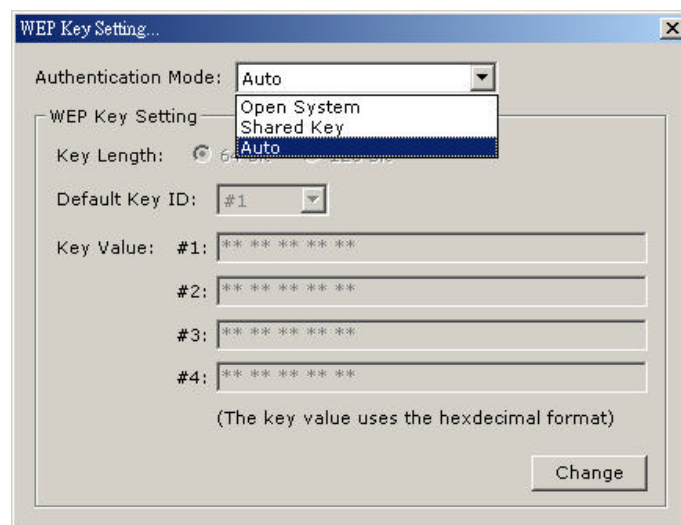 WEP Key Setting...
Authentication Mode: Auto
Open System
Shared Key
Auto
WEP Key Setting
Key Length:
Default Key ID: #1
Key Value: #1: ** ** ** ** **
#2: ** ** ** ** **
#3: ** ** ** ** **
#4: ** ** ** ** **
(The key value uses the hexdecimal format)
Change